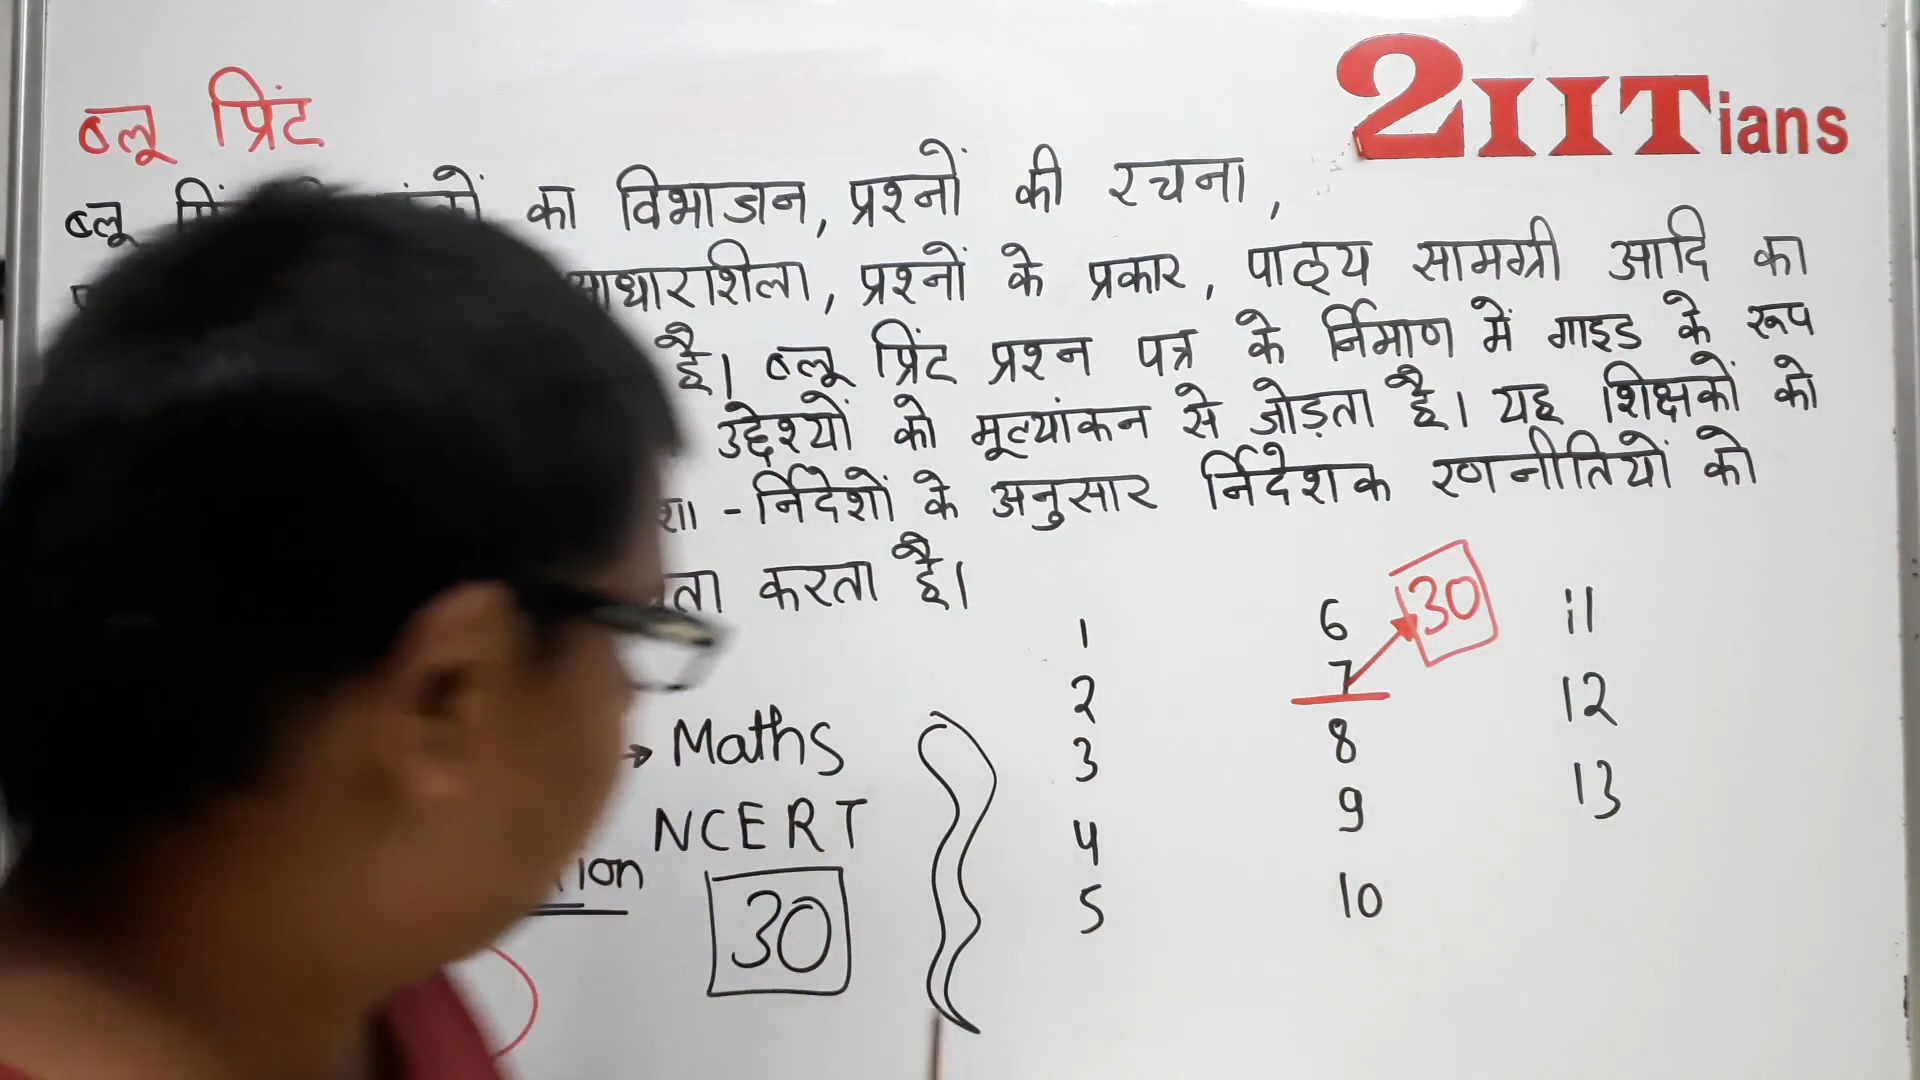 ब्लू प्रिंट
2IITians
ब्लू का विभाजन, प्रश्नों की रचना,
आधारशिला, प्रश्नों के प्रकार, पाठ्य सामग्री आदि का
है। ब्लू प्रिंट प्रश्न पत्र के र्निमाण में गाइड के रूप
उद्देश्यों को मूल्यांकन से जोड़ता है। यह शिक्षकों को
- र्निदेशों के अनुसार र्निदेशक रणनीतियों को
करता है।
→ Maths
NCERT
30
1
2
3
4
5
6 30
7
8
9
10
11
12
13